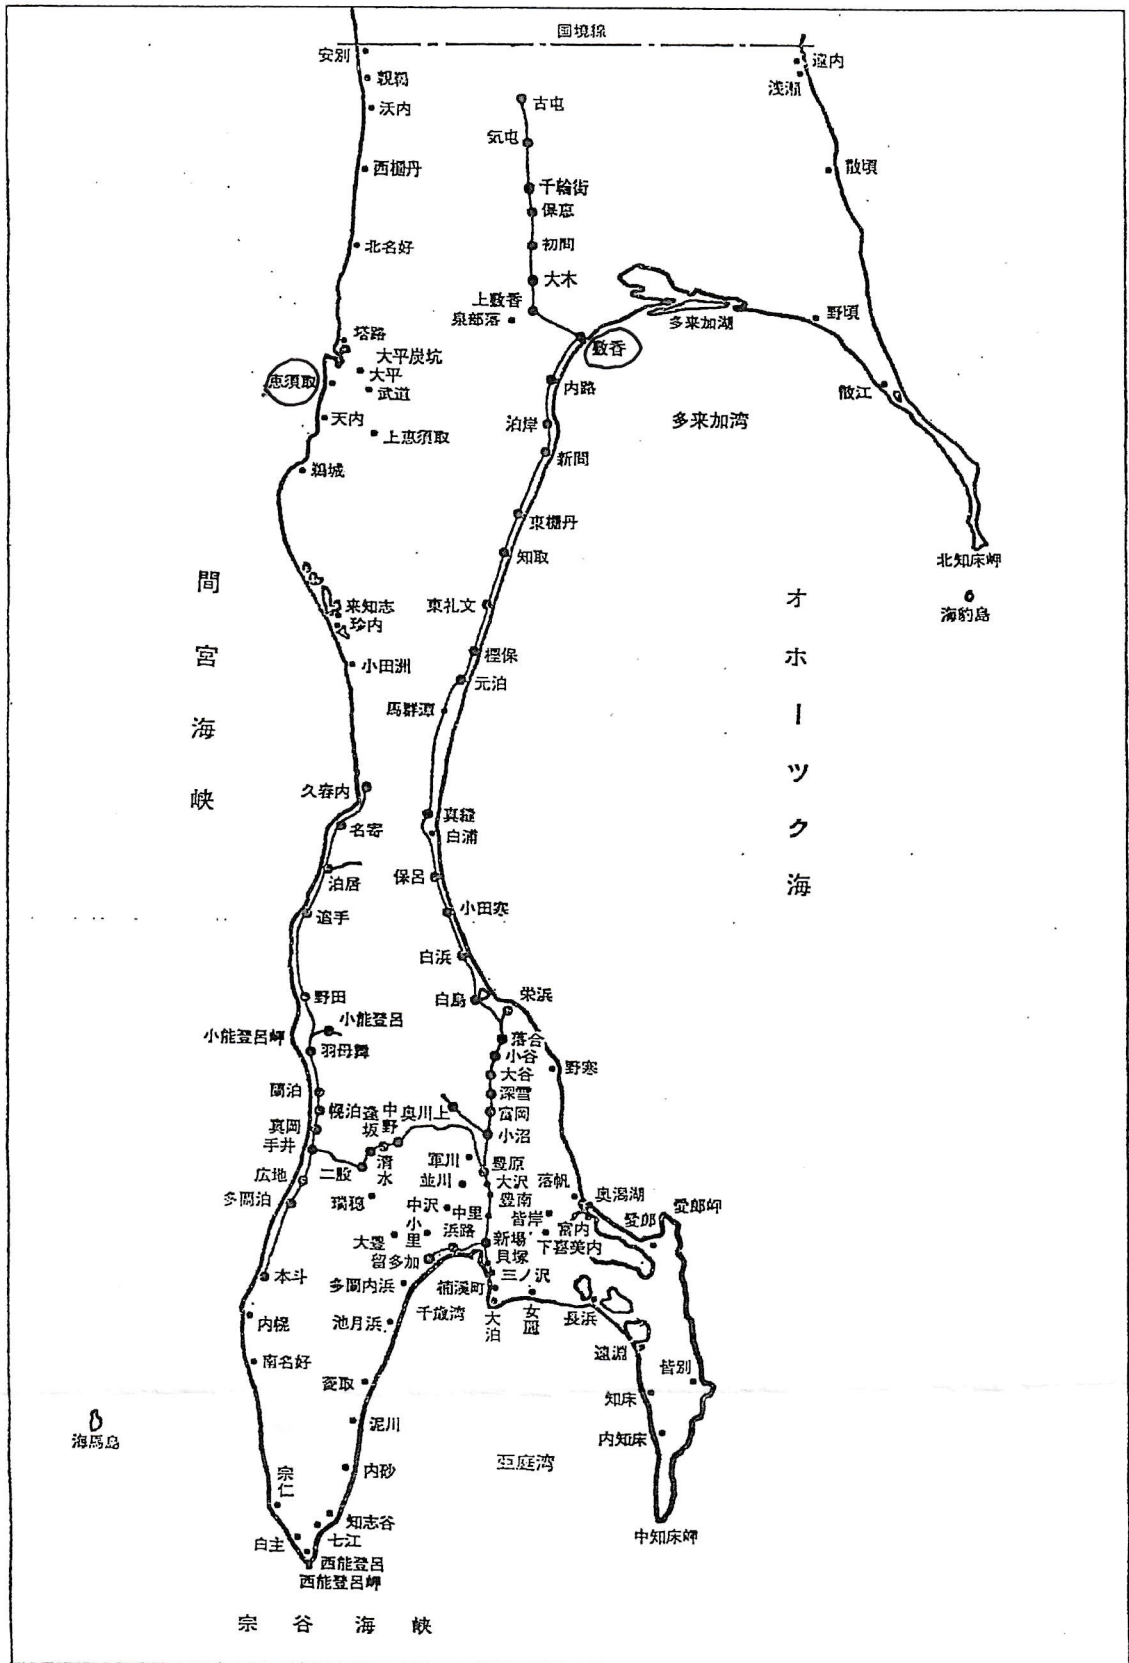 国境線
安別
親䓪
沃内
西柵丹
北名好
塔路
大平炭坑
大平
恵須取
武道
天内
上恵須取
鵜城
来知志
珍内
小田洲
久春内
名寄
泊居
追手
野田
小能登呂
小能登呂岬
羽母舞
蘭泊
幌泊
真岡
手井
二股
逢坂
清水
中野
奥川上
広地
多蘭泊
瑞穂
本斗
内幌
南名好
宗仁
白主
西能登呂
西能登呂岬
七江
知志谷
内砂
泥川
菱取
池月浜
多蘭内浜
留多加
大豊
小里
中沢
浜路
中里
並川
軍川
古屯
気屯
千輪街
保恵
初問
大木
上敷香
泉部落
敷香
内路
泊岸
新問
東柵丹
知取
東礼文
樫保
元泊
馬群潭
真縫
白浦
保呂
小田寒
白浜
白鳥
栄浜
落合
小谷
大谷
深雪
富岡
小沼
豊原
大沢
豊南
新場
貝塚
三ノ沢
楠渓町
大泊
千歳湾
女麗
長浜
遠淵
知床
内知床
中知床岬
皆別
愛郎
愛郎岬
奥潟湖
富内
下喜美内
皆岸
落帆
野寒
遠内
浅瀬
散頃
野頃
多来加湖
散江
多来加湾
北知床岬
海豹島
間宮海峡
オホーツク海
海馬島
亜庭湾
宗谷海峡